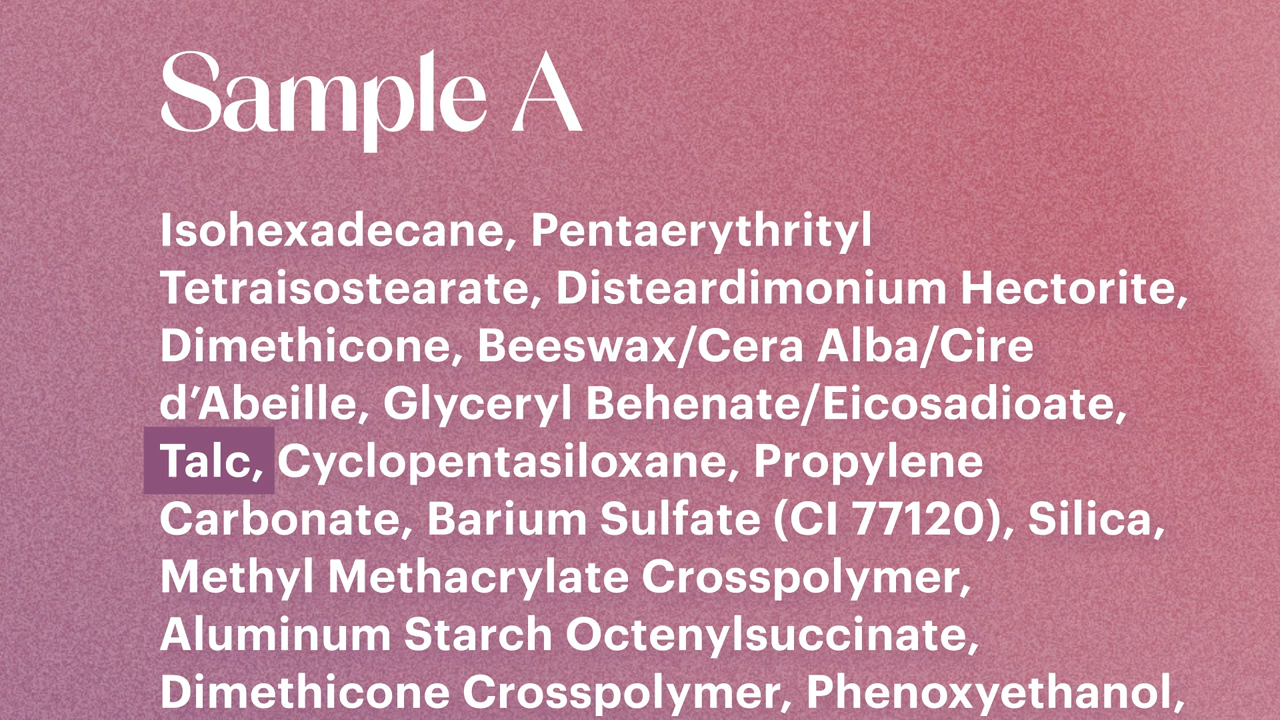 Sample A
Isohexadecane, Pentaerythrityl
Tetraisostearate, Disteardimonium Hectorite,
Dimethicone, Beeswax/Cera Alba/Cire
d’Abeille, Glyceryl Behenate/Eicosadioate,
Talc, Cyclopentasiloxane, Propylene
Carbonate, Barium Sulfate (CI 77120), Silica,
Methyl Methacrylate Crosspolymer,
Aluminum Starch Octenylsuccinate,
Dimethicone Crosspolymer, Phenoxyethanol,